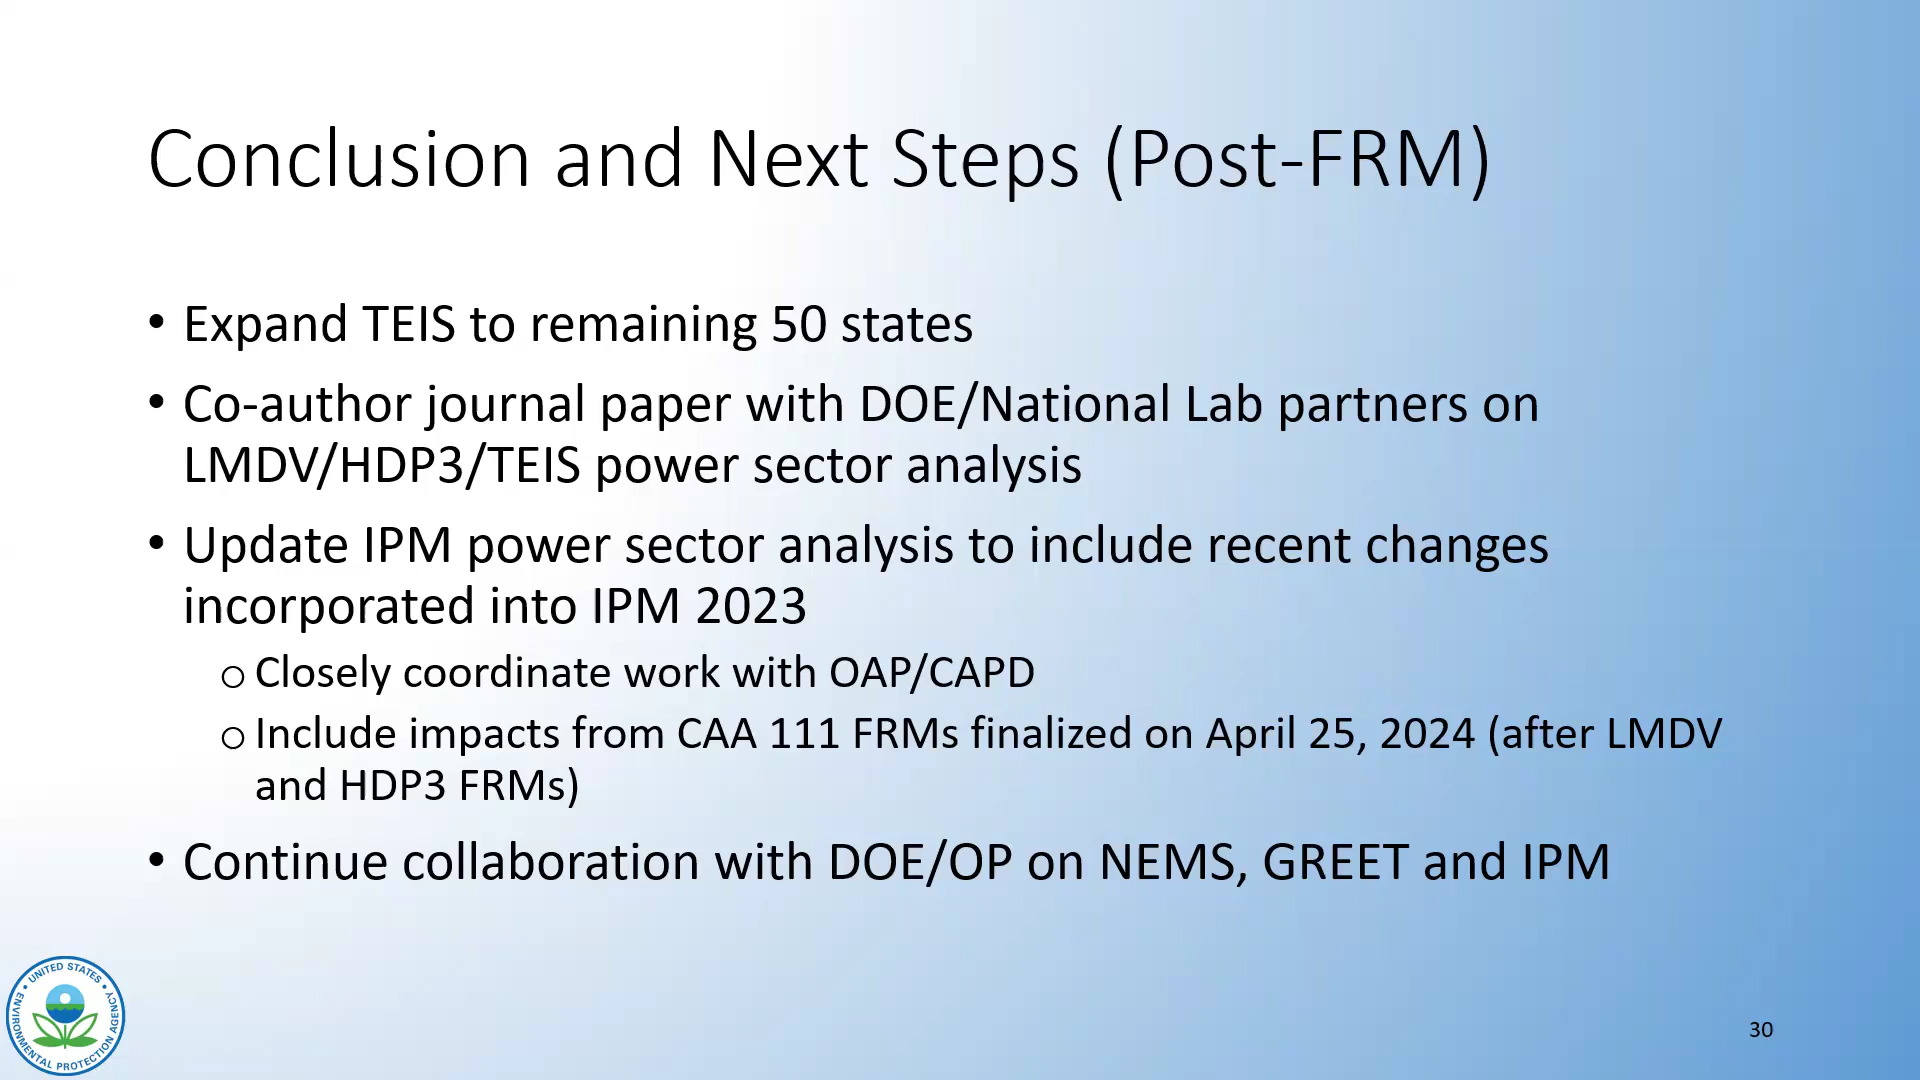 Conclusion and Next Steps (Post-FRM)
• Expand TEIS to remaining 50 states
• Co-author journal paper with DOE/National Lab partners on
LMDV/HDP3/TEIS power sector analysis
• Update IPM power sector analysis to include recent changes
incorporated into IPM 2023
o Closely coordinate work with OAP/CAPD
o Include impacts from CAA 111 FRMs finalized on April 25, 2024 (after LMDV
and HDP3 FRMs)
• Continue collaboration with DOE/OP on NEMS, GREET and IPM
UNITED STATES
ENVIRONMENTAL PROTECTION AGENCY
30